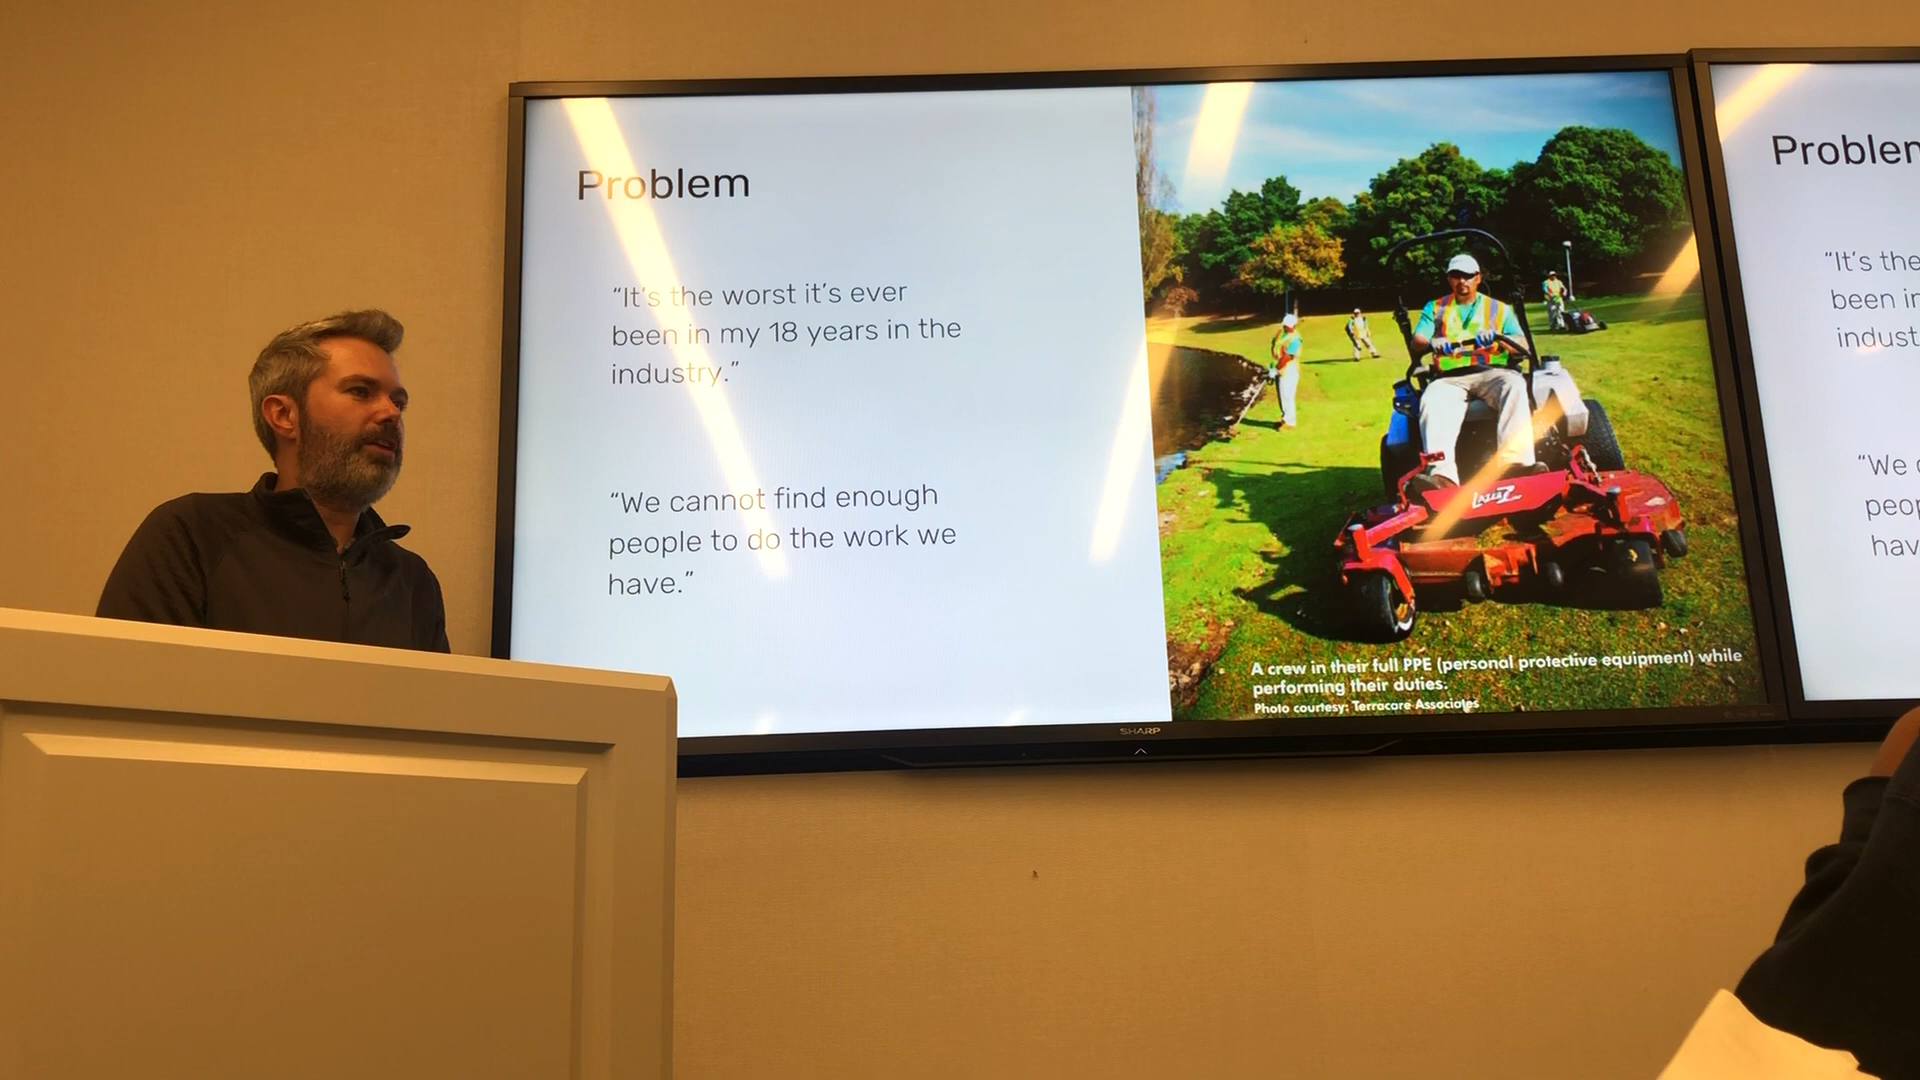 Problem
“It’s the worst it’s ever
been in my 18 years in the
industry.”
“We cannot find enough
people to do the work we
have.”
LAZER Z
A crew in their full PPE (personal protective equipment) while
performing their duties.
Photo courtesy: Terracare Associates
SHARP
Problem
“It’s the
been in
indust
“We c
peop
hav